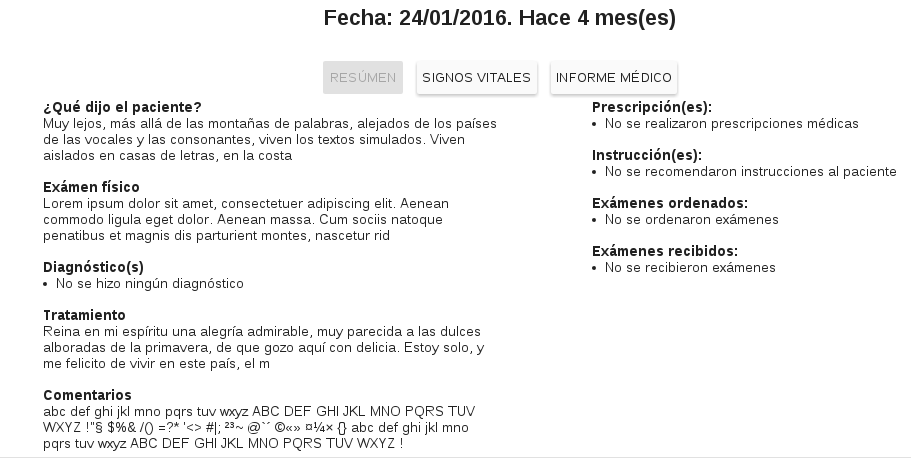 Fecha: 24/01/2016. Hace 4 mes(es)
RESÚMEN
SIGNOS VITALES
INFORME MÉDICO
¿Qué dijo el paciente?
Muy lejos, más allá de las montañas de palabras, alejados de los países
de las vocales y las consonantes, viven los textos simulados. Viven
aislados en casas de letras, en la costa
Exámen físico
Lorem ipsum dolor sit amet, consectetuer adipiscing elit. Aenean
commodo ligula eget dolor. Aenean massa. Cum sociis natoque
penatibus et magnis dis parturient montes, nascetur rid
Diagnóstico(s)
• No se hizo ningún diagnóstico
Tratamiento
Reina en mi espíritu una alegría admirable, muy parecida a las dulces
alboradas de la primavera, de que gozo aquí con delicia. Estoy solo, y
me felicito de vivir en este país, el m
Comentarios
abc def ghi jkl mno pqrs tuv wxyz ABC DEF GHI JKL MNO PQRS TUV
WXYZ !"§ $%& /() =?* '<> #|; ²³~ @`´ ©«» ¤¼× {} abc def ghi jkl mno
pqrs tuv wxyz ABC DEF GHI JKL MNO PQRS TUV WXYZ !
Prescripción(es):
• No se realizaron prescripciones médicas
Instrucción(es):
• No se recomendaron instrucciones al paciente
Exámenes ordenados:
• No se ordenaron exámenes
Exámenes recibidos:
• No se recibieron exámenes